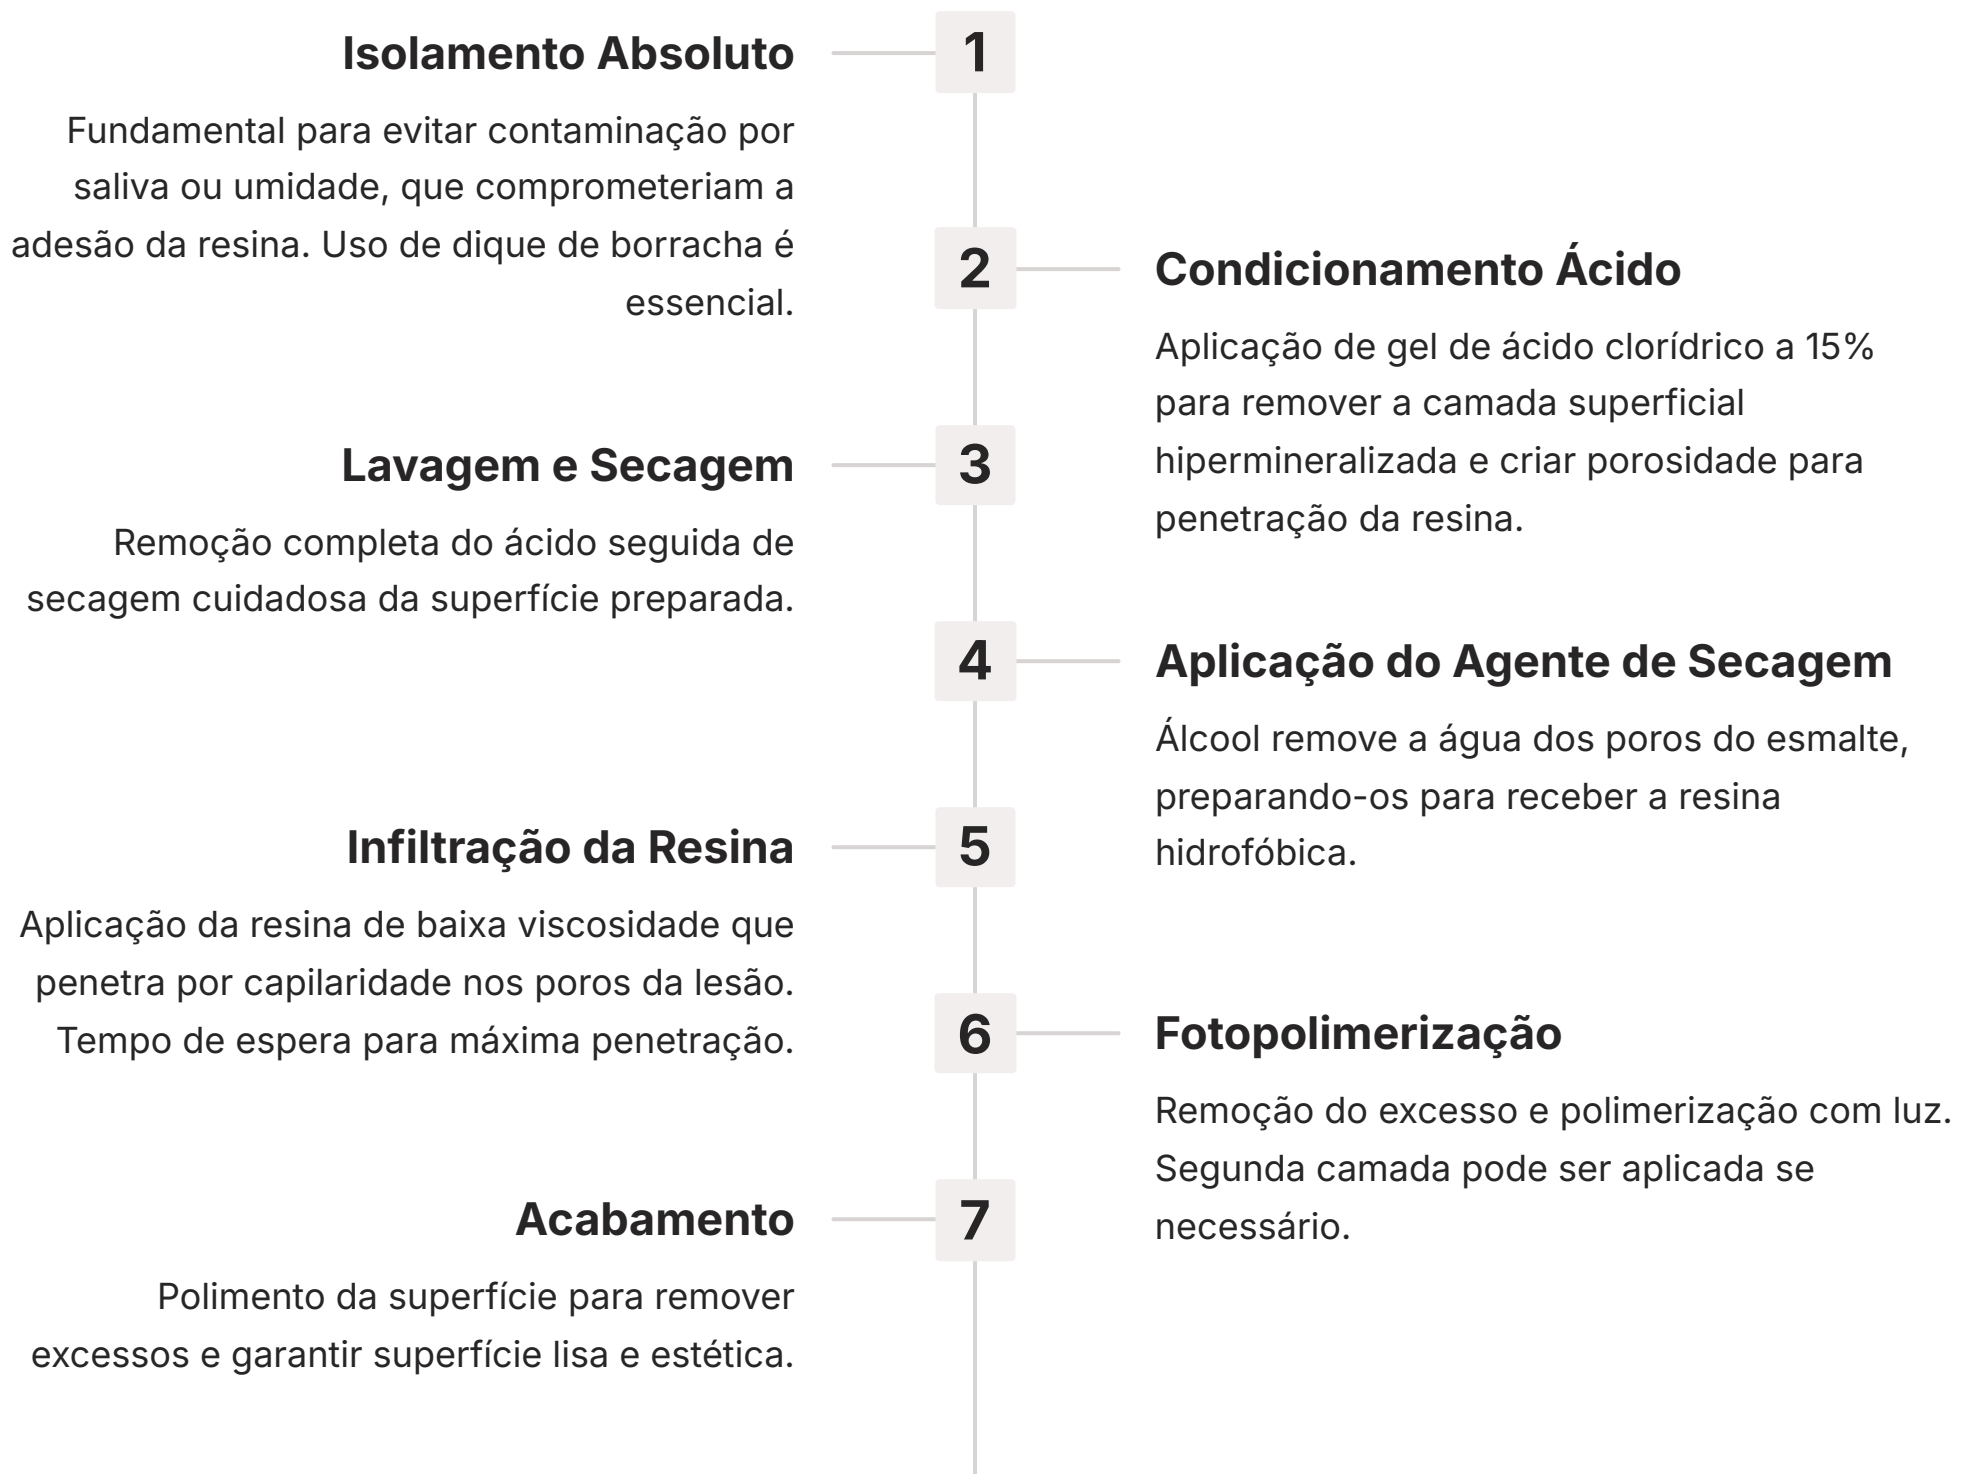 1
Isolamento Absoluto
Fundamental para evitar contaminação por
saliva ou umidade, que comprometeriam a
adesão da resina. Uso de dique de borracha é
essencial.
2
Condicionamento Ácido
Aplicação de gel de ácido clorídrico a 15%
para remover a camada superficial
hipermineralizada e criar porosidade para
penetração da resina.
3
Lavagem e Secagem
Remoção completa do ácido seguida de
secagem cuidadosa da superfície preparada.
4
Aplicação do Agente de Secagem
Álcool remove a água dos poros do esmalte,
preparando-os para receber a resina
hidrofóbica.
5
Infiltração da Resina
Aplicação da resina de baixa viscosidade que
penetra por capilaridade nos poros da lesão.
Tempo de espera para máxima penetração.
6
Fotopolimerização
Remoção do excesso e polimerização com luz.
Segunda camada pode ser aplicada se
necessário.
7
Acabamento
Polimento da superfície para remover
excessos e garantir superfície lisa e estética.